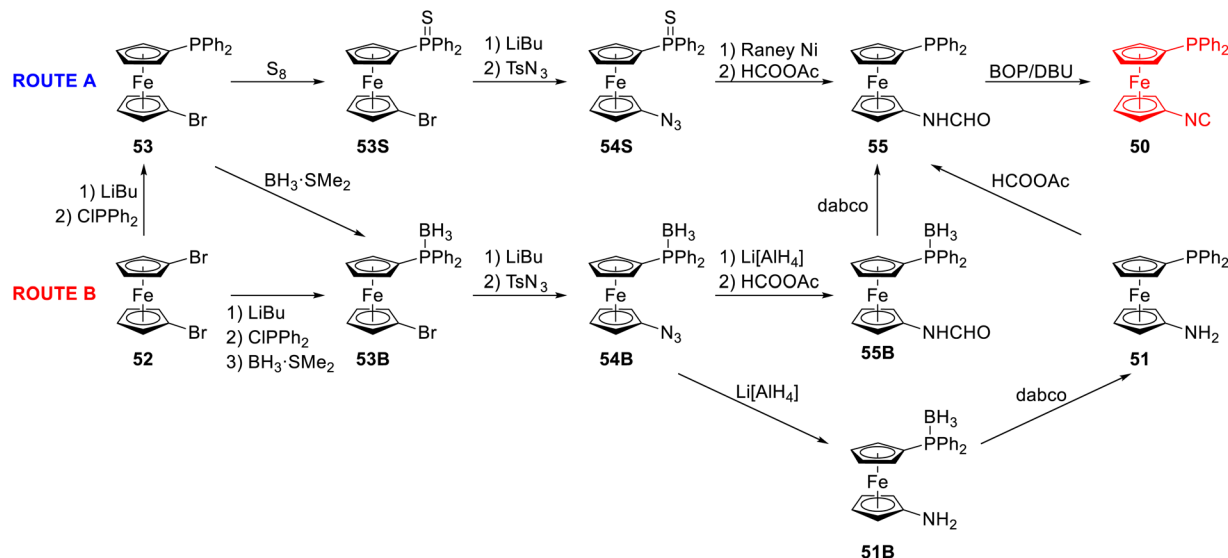 ROUTE A
PPh2
Fe
Br
53
S8
S
PPh2
Fe
Br
53S
1) LiBu
2) TsN3
S
PPh2
Fe
N3
54S
1) Raney Ni
2) HCOOAc
PPh2
Fe
NHCHO
55
BOP/DBU
PPh2
Fe
NC
50
1) LiBu
2) ClPPh2
BH3·SMe2
dabco
HCOOAc
ROUTE B
Br
Fe
Br
52
1) LiBu
2) ClPPh2
3) BH3·SMe2
BH3
PPh2
Fe
Br
53B
1) LiBu
2) TsN3
BH3
PPh2
Fe
N3
54B
1) Li[AlH4]
2) HCOOAc
BH3
PPh2
Fe
NHCHO
55B
PPh2
Fe
NH2
51
Li[AlH4]
dabco
BH3
PPh2
Fe
NH2
51B